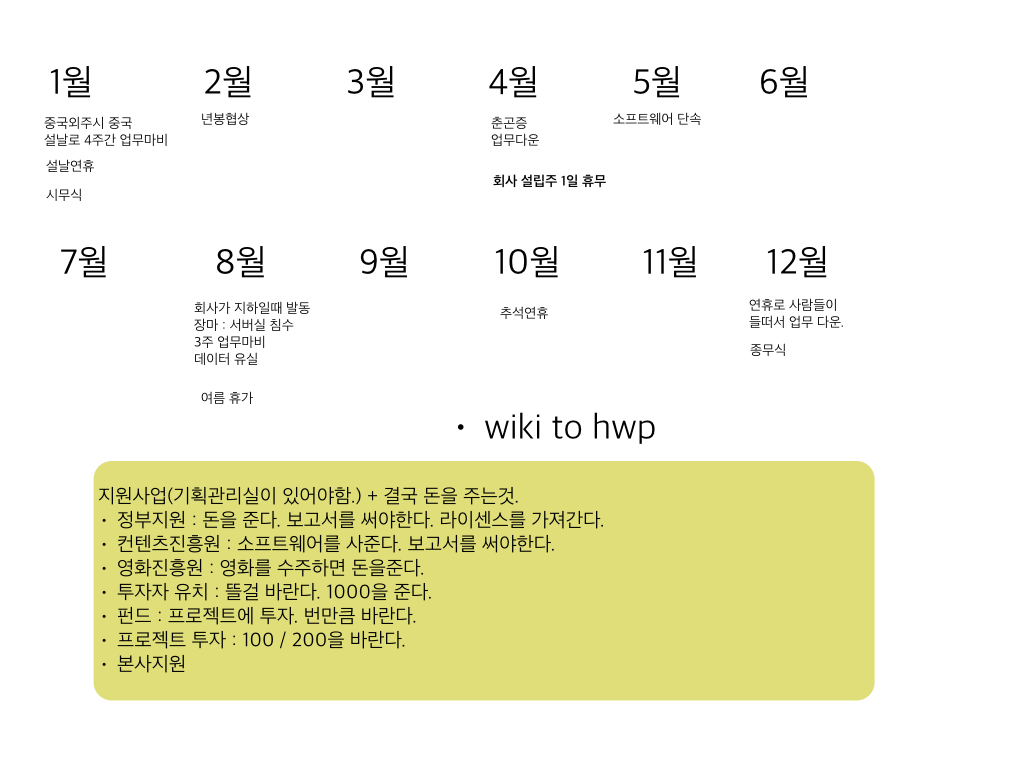 1월
중국외주시 중국
설날로 4주간 업무마비
설날연휴
시무식
2월
년봉협상
3월
4월
춘곤증
업무다운
회사 설립주 1일 휴무
5월
소프트웨어 단속
6월
7월
8월
회사가 지하일때 발동
장마 : 서버실 침수
3주 업무마비
데이터 유실
여름 휴가
9월
10월
추석연휴
11월
12월
연휴로 사람들이
들떠서 업무 다운.
종무식
• wiki to hwp
지원사업(기획관리실이 있어야함.) + 결국 돈을 주는것.
• 정부지원 : 돈을 준다. 보고서를 써야한다. 라이센스를 가져간다.
• 컨텐츠진흥원 : 소프트웨어를 사준다. 보고서를 써야한다.
• 영화진흥원 : 영화를 수주하면 돈을준다.
• 투자자 유치 : 뜰걸 바란다. 1000을 준다.
• 펀드 : 프로젝트에 투자. 번만큼 바란다.
• 프로젝트 투자 : 100 / 200을 바란다.
• 본사지원